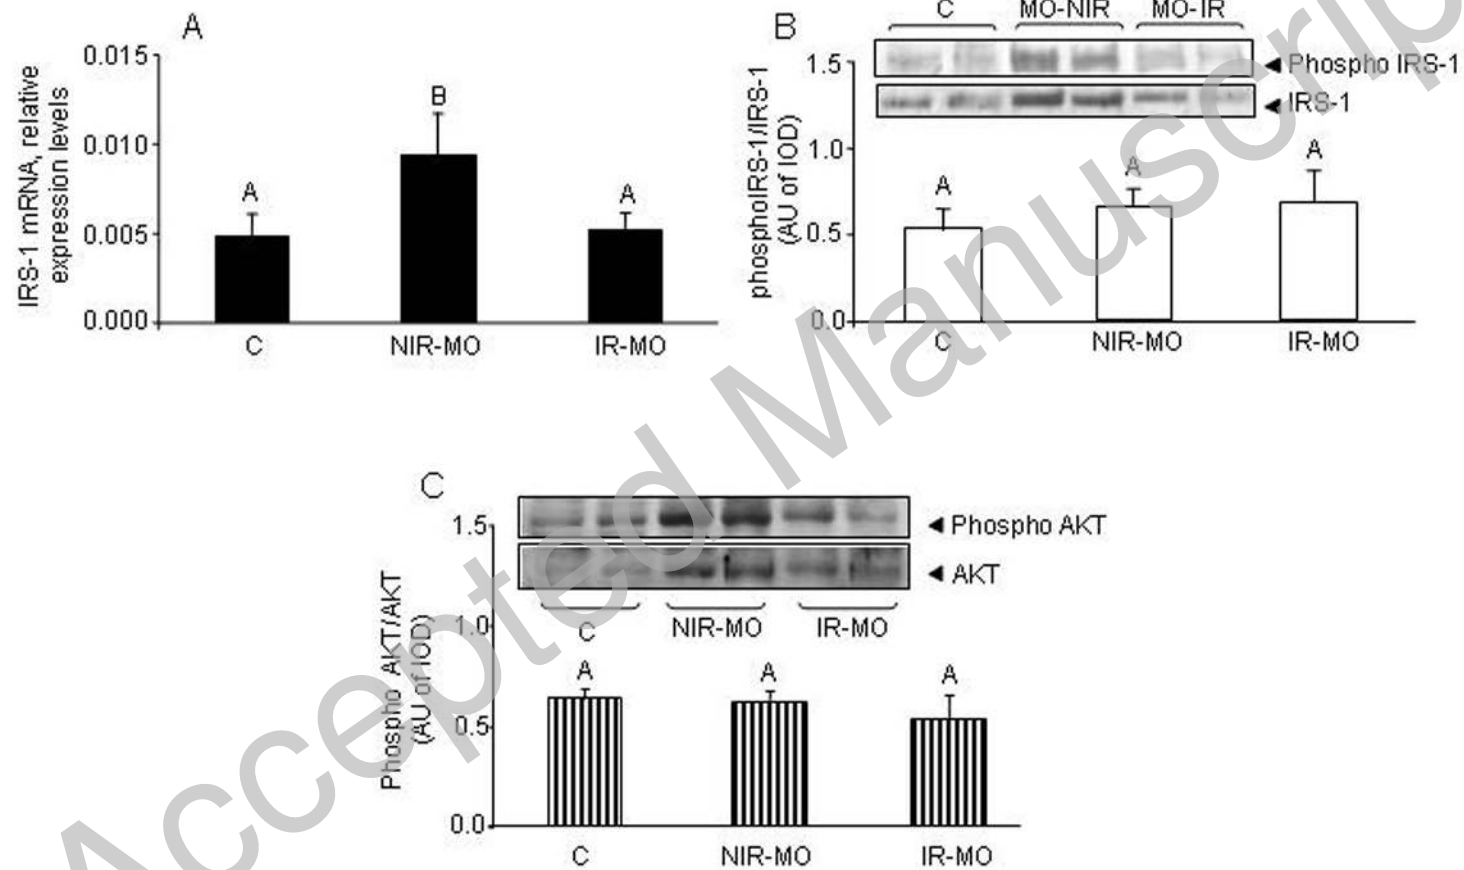 A
IRS-1 mRNA, relative
expression levels
0.015
0.010
0.005
0.000
A
B
A
C
NIR-MO
IR-MO
B
C
MO-NIR
MO-IR
Phospho IRS-1
IRS-1
phosphoIRS-1/IRS-1
(AU of IOD)
1.5
1.0
0.5
0.0
A
A
A
C
NIR-MO
IR-MO
C
Phospho AKT
AKT
C
NIR-MO
IR-MO
Phospho AKT/AKT
(AU of IOD)
1.5
1.0
0.5
0.0
A
A
A
C
NIR-MO
IR-MO
Accepted Manuscrip